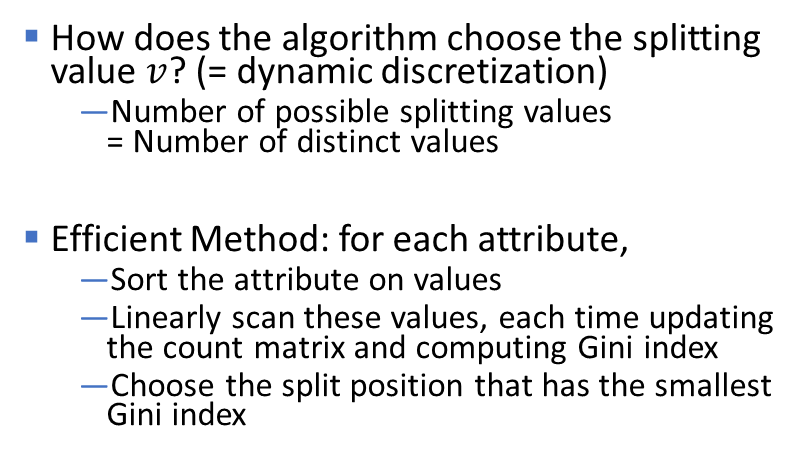 ▪ How does the algorithm choose the splitting
value 𝑣? (= dynamic discretization)
—Number of possible splitting values
= Number of distinct values
▪ Efficient Method: for each attribute,
—Sort the attribute on values
—Linearly scan these values, each time updating
the count matrix and computing Gini index
—Choose the split position that has the smallest
Gini index